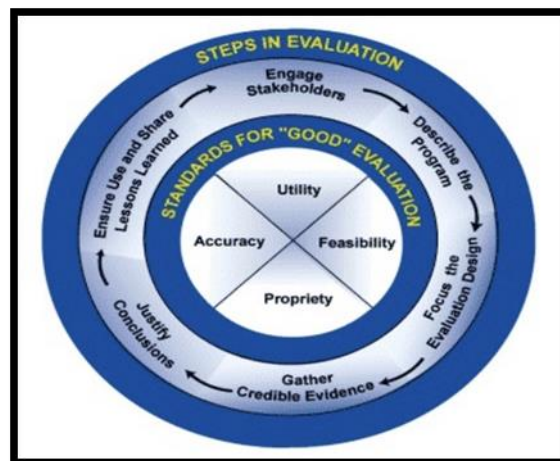 STEPS IN EVALUATION
Engage
Stakeholders
Describe the
Program
Focus the
Evaluation Design
Gather
Credible Evidence
Justify
Conclusions
Ensure Use and Share
Lessons Learned
STANDARDS FOR "GOOD" EVALUATION
Utility
Feasibility
Propriety
Accuracy